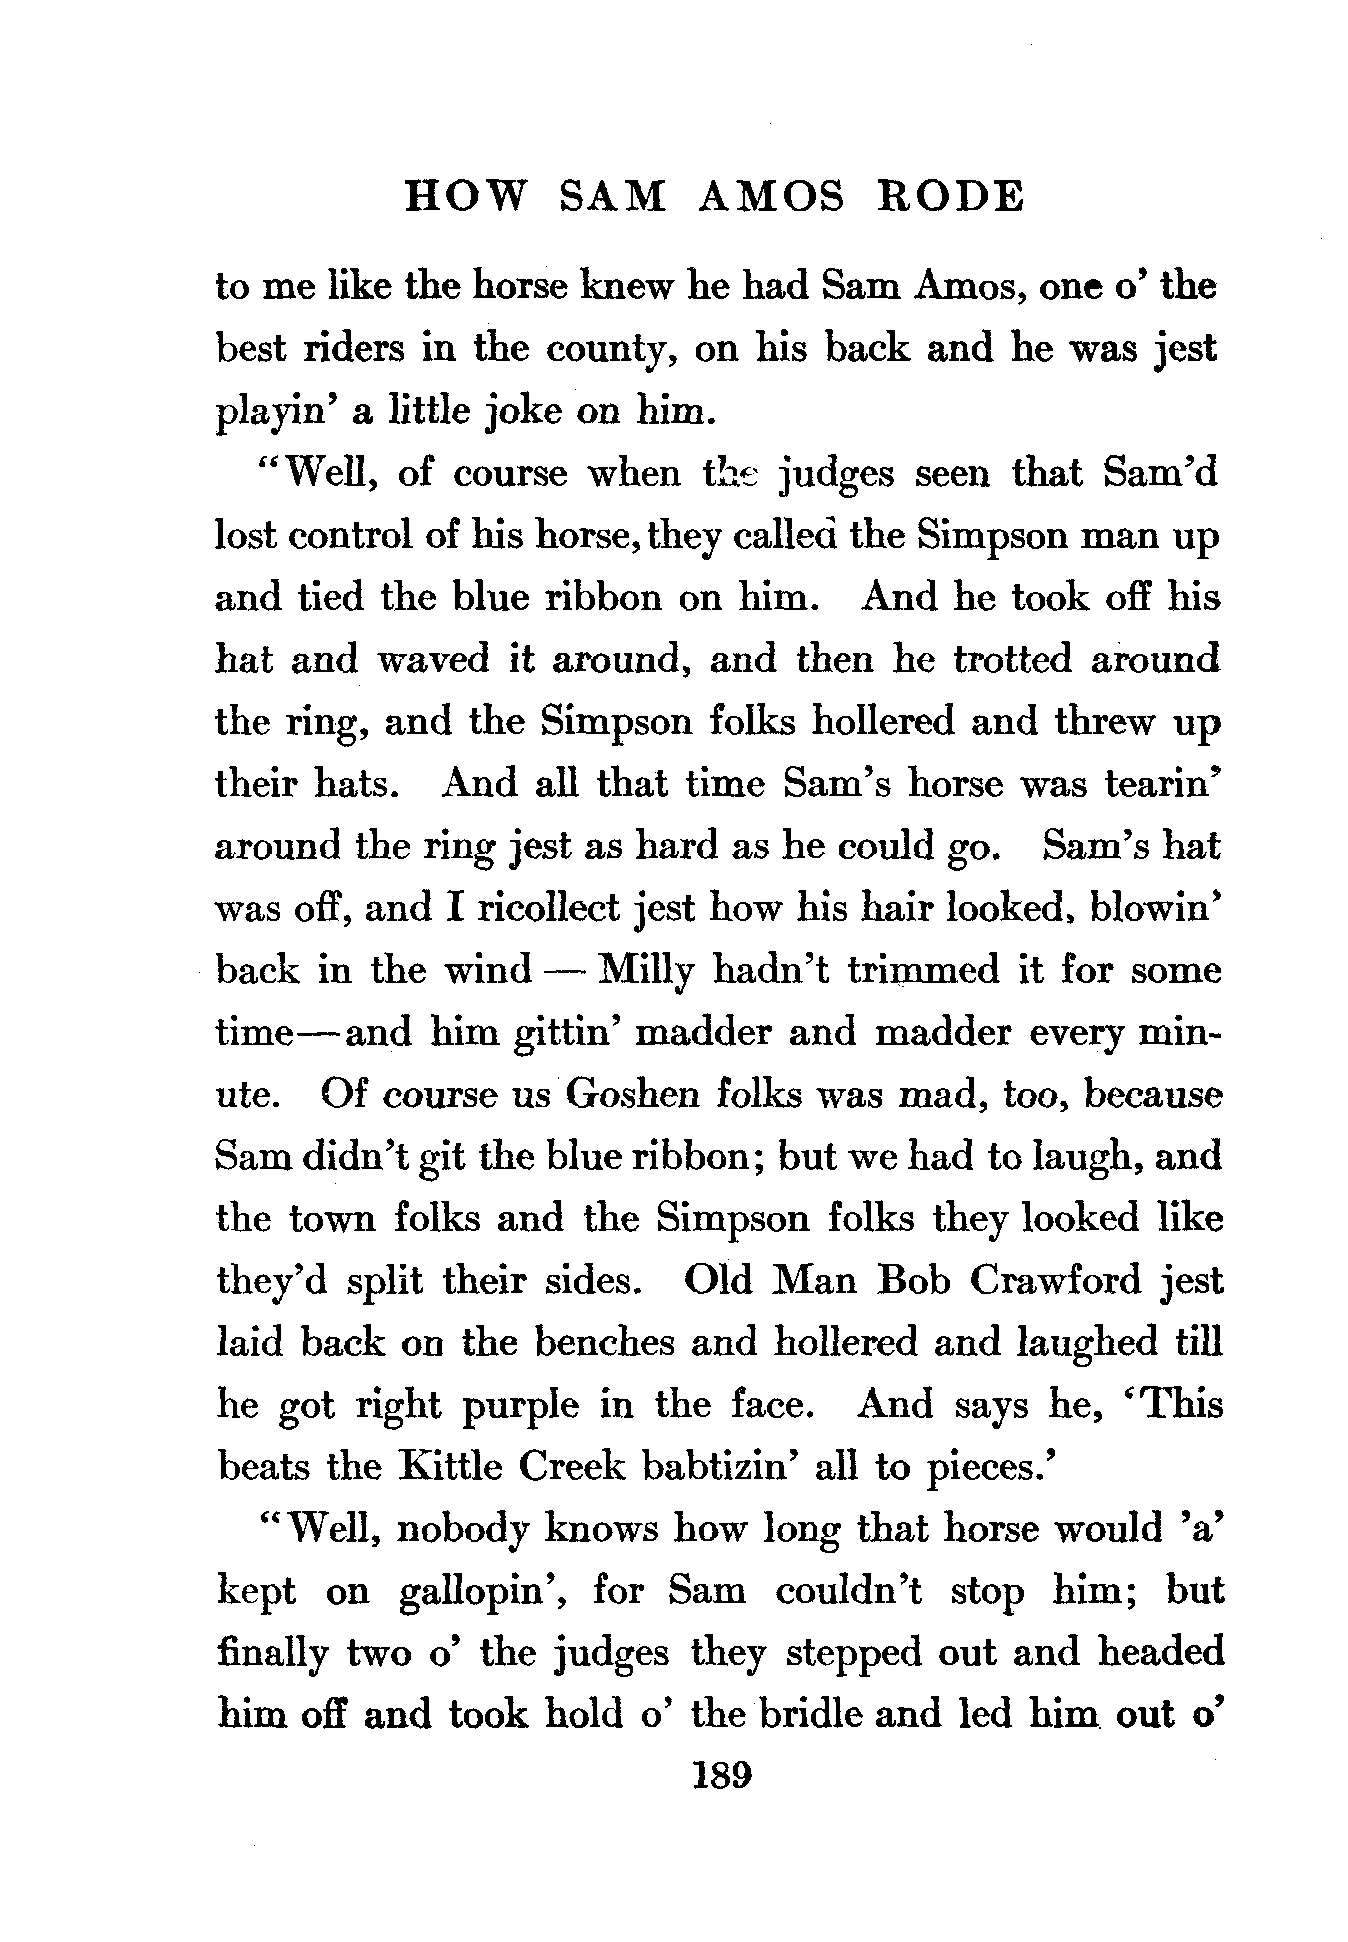 HOW SAM AMOS RODE
to me like the horse knew he had Sam Amos, one o' the
best riders in the county, on his back and he was jest
playin' a little joke on him.
"Well, of course when the judges seen that Sam'd
lost control of his horse, they called the Simpson man up
and tied the blue ribbon on him. And he took off his
hat and waved it around, and then he trotted around
the ring, and the Simpson folks hollered and threw up
their hats. And all that time Sam's horse was tearin'
around the ring jest as hard as he could go. Sam's hat
was off, and I ricollect jest how his hair looked, blowin'
back in the wind — Milly hadn't trimmed it for some
time—and him gittin' madder and madder every min-
ute. Of course us Goshen folks was mad, too, because
Sam didn't git the blue ribbon; but we had to laugh, and
the town folks and the Simpson folks they looked like
they'd split their sides. Old Man Bob Crawford jest
laid back on the benches and hollered and laughed till
he got right purple in the face. And says he, 'This
beats the Kittle Creek babtizin' all to pieces.'
"Well, nobody knows how long that horse would 'a'
kept on gallopin', for Sam couldn't stop him; but
finally two o' the judges they stepped out and headed
him off and took hold o' the bridle and led him out o'
189